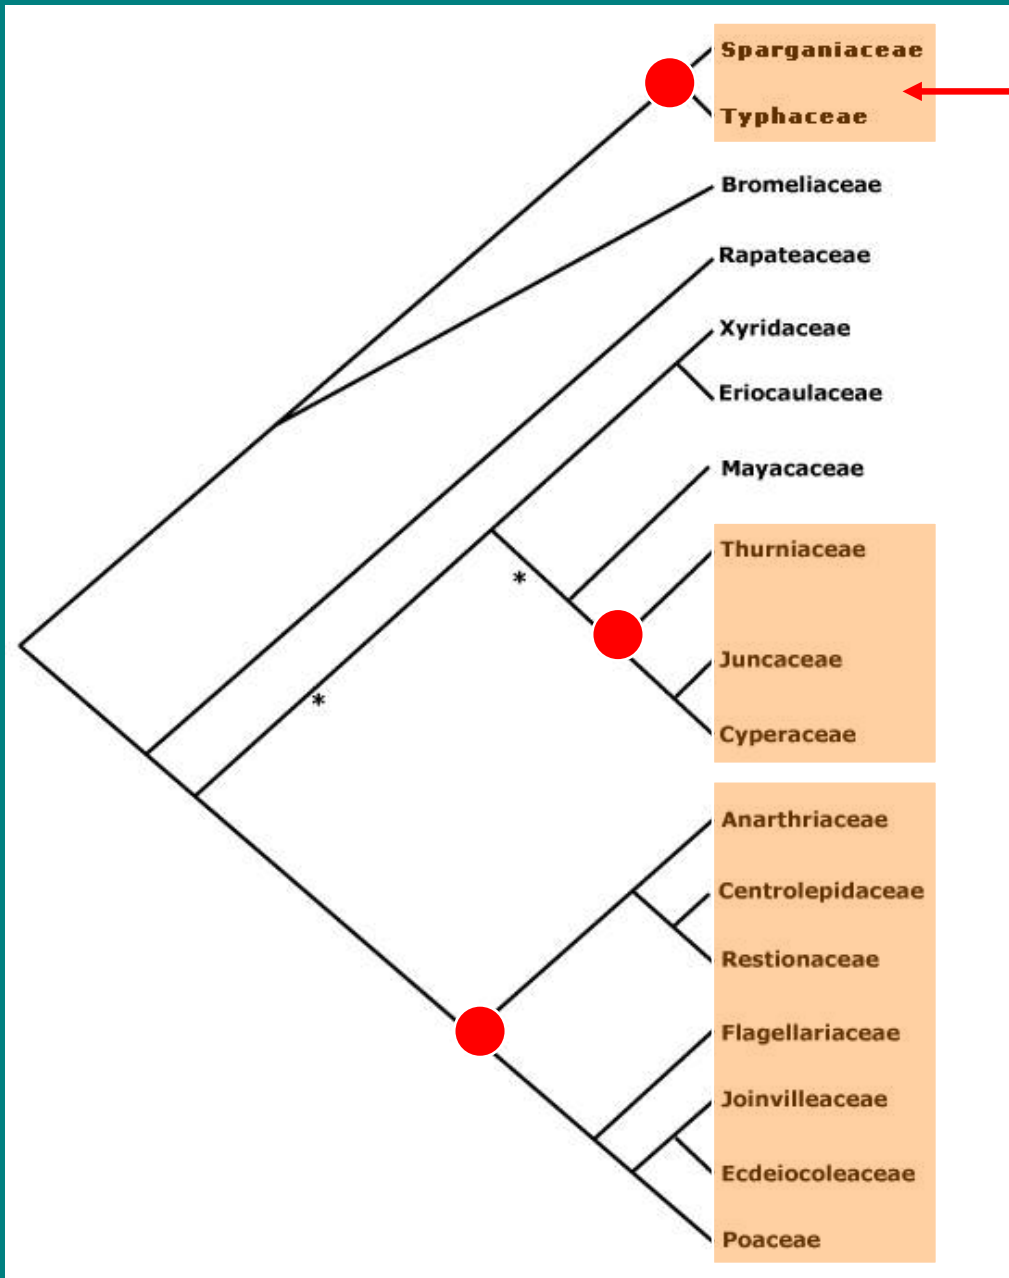 Sparganiaceae
Typhaceae
Bromeliaceae
Rapateaceae
Xyridaceae
Eriocaulaceae
Mayacaceae
Thurniaceae
*
Juncaceae
*
Cyperaceae
Anarthriaceae
Centrolepidaceae
Restionaceae
Flagellariaceae
Joinvilleaceae
Ecdeiocoleaceae
Poaceae